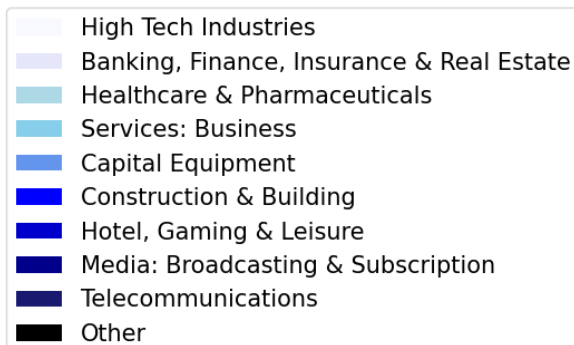 High Tech Industries
Banking, Finance, Insurance & Real Estate
Healthcare & Pharmaceuticals
Services: Business
Capital Equipment
Construction & Building
Hotel, Gaming & Leisure
Media: Broadcasting & Subscription
Telecommunications
Other